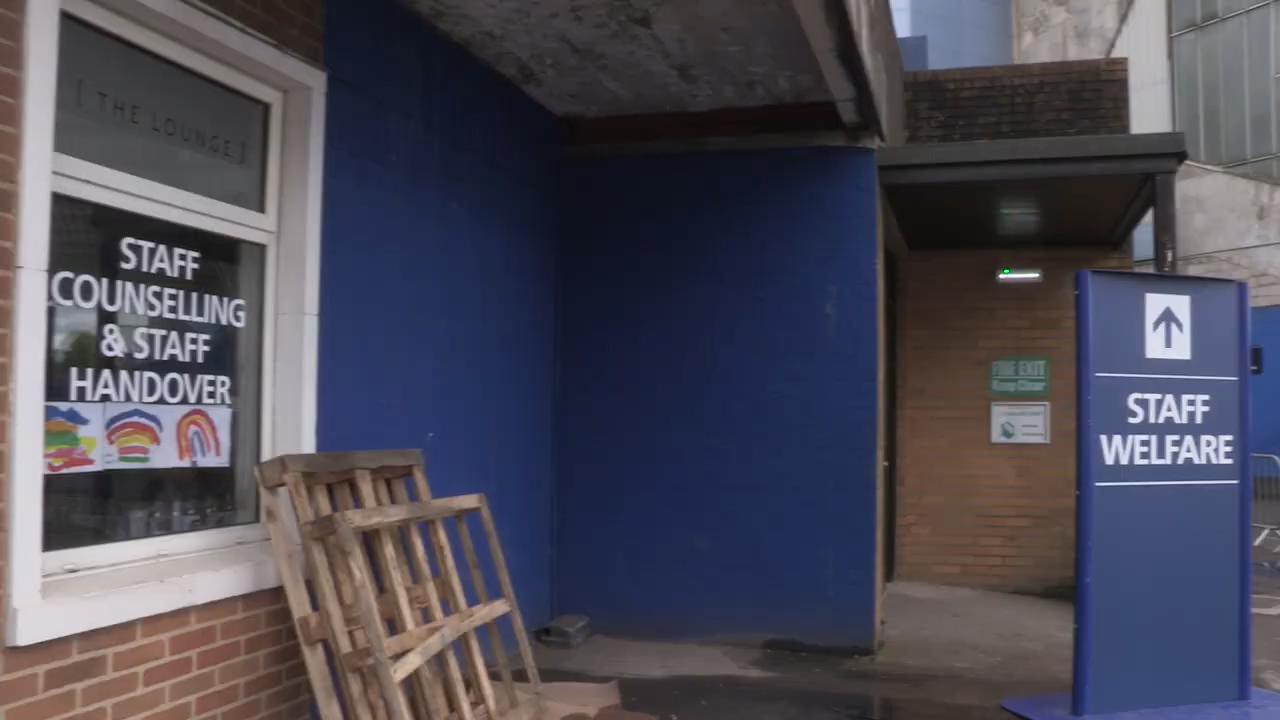 [ THE LOUNGE ]
STAFF
COUNSELLING
& STAFF
HANDOVER
FIRE EXIT
Keep Clear
STAFF
WELFARE